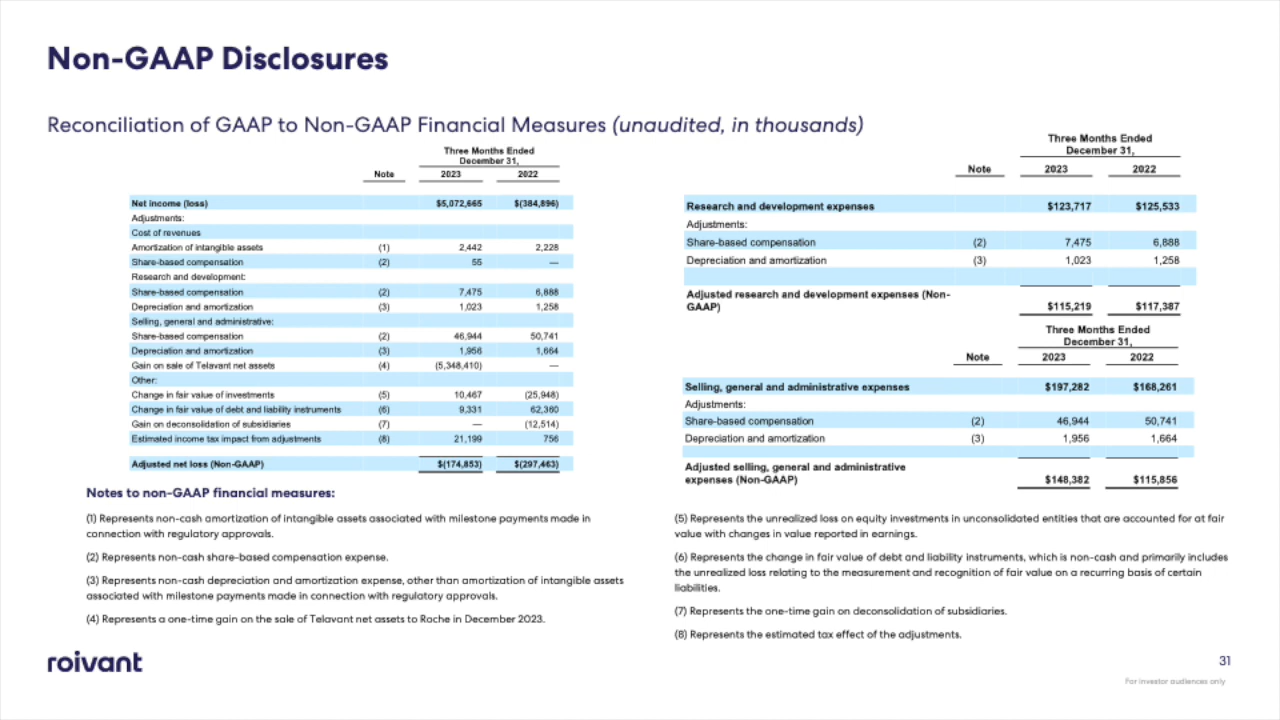 Non-GAAP Disclosures
Reconciliation of GAAP to Non-GAAP Financial Measures (unaudited, in thousands)
Three Months Ended
December 31,
Note 2023 2022
Net income (loss) $5,072,665 $(384,896)
Adjustments:
Cost of revenues
Amortization of intangible assets (1) 2,442 2,228
Share-based compensation (2) 55 —
Research and development:
Share-based compensation (2) 7,475 6,888
Depreciation and amortization (3) 1,023 1,258
Selling, general and administrative:
Share-based compensation (2) 46,944 50,741
Depreciation and amortization (3) 1,956 1,664
Gain on sale of Telavant net assets (4) (5,348,410) —
Other:
Change in fair value of investments (5) 10,467 (25,948)
Change in fair value of debt and liability instruments (6) 9,331 62,360
Gain on deconsolidation of subsidiaries (7) — (12,514)
Estimated income tax impact from adjustments (8) 21,199 756
Adjusted net loss (Non-GAAP) $(174,853) $(297,463)
Three Months Ended
December 31,
Note 2023 2022
Research and development expenses $123,717 $125,533
Adjustments:
Share-based compensation (2) 7,475 6,888
Depreciation and amortization (3) 1,023 1,258
Adjusted research and development expenses (Non-
GAAP) $115,219 $117,387
Three Months Ended
December 31,
Note 2023 2022
Selling, general and administrative expenses $197,282 $168,261
Adjustments:
Share-based compensation (2) 46,944 50,741
Depreciation and amortization (3) 1,956 1,664
Adjusted selling, general and administrative
expenses (Non-GAAP) $148,382 $115,856
Notes to non-GAAP financial measures:
(1) Represents non-cash amortization of intangible assets associated with milestone payments made in
connection with regulatory approvals.
(2) Represents non-cash share-based compensation expense.
(3) Represents non-cash depreciation and amortization expense, other than amortization of intangible assets
associated with milestone payments made in connection with regulatory approvals.
(4) Represents a one-time gain on the sale of Telavant net assets to Roche in December 2023.
(5) Represents the unrealized loss on equity investments in unconsolidated entities that are accounted for at fair
value with changes in value reported in earnings.
(6) Represents the change in fair value of debt and liability instruments, which is non-cash and primarily includes
the unrealized loss relating to the measurement and recognition of fair value on a recurring basis of certain
liabilities.
(7) Represents the one-time gain on deconsolidation of subsidiaries.
(8) Represents the estimated tax effect of the adjustments.
roivant
31
For investor audiences only